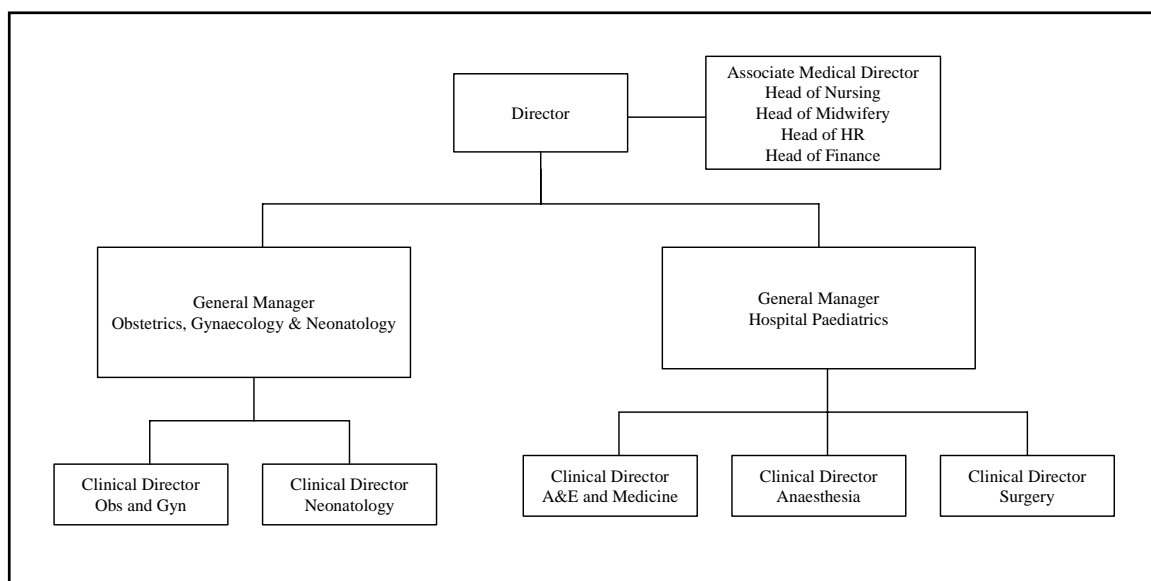 Director
Associate Medical Director
Head of Nursing
Head of Midwifery
Head of HR
Head of Finance
General Manager
Obstetrics, Gynaecology & Neonatology
General Manager
Hospital Paediatrics
Clinical Director
Obs and Gyn
Clinical Director
Neonatology
Clinical Director
A&E and Medicine
Clinical Director
Anaesthesia
Clinical Director
Surgery